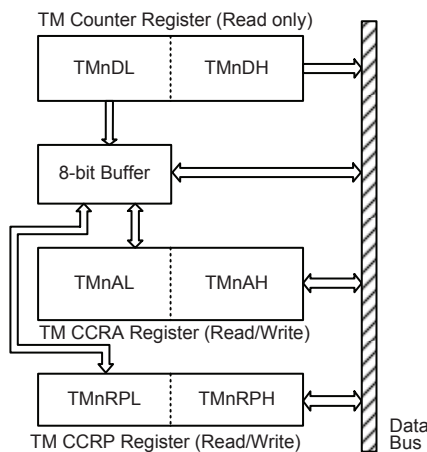 TM Counter Register (Read only)
TMnDL TMnDH
8-bit Buffer
TMnAL TMnAH
TM CCRA Register (Read/Write)
TMnRPL TMnRPH
TM CCRP Register (Read/Write)
Data
Bus